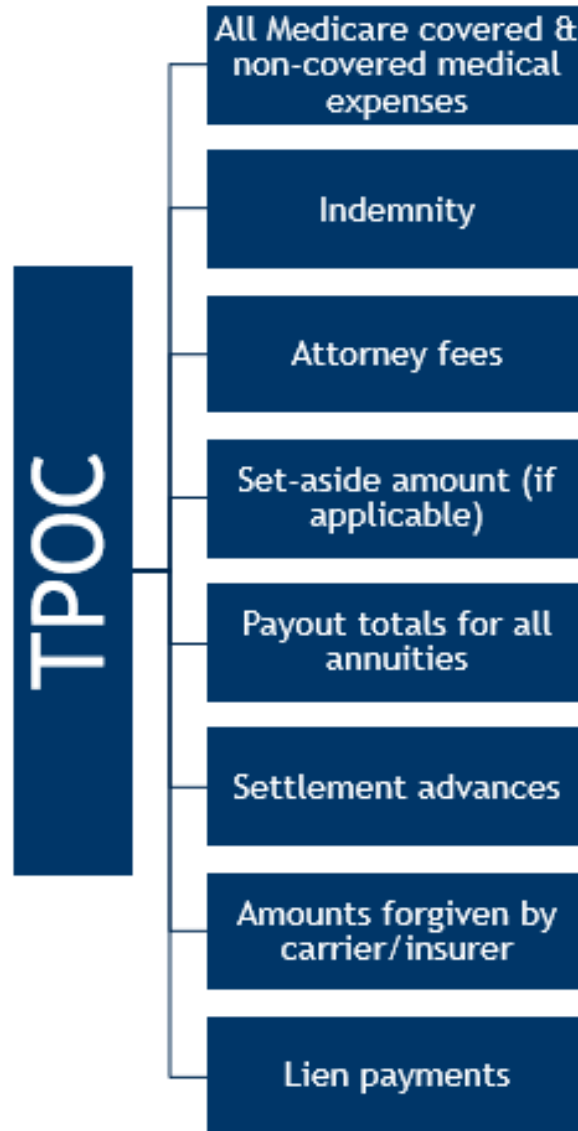 All Medicare covered &
non-covered medical
expenses
Indemnity
Attorney fees
Set-aside amount (if
applicable)
TPOC
Payout totals for all
annuities
Settlement advances
Amounts forgiven by
carrier/insurer
Lien payments